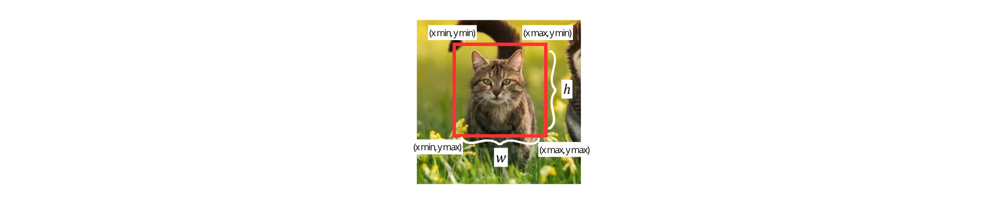 (x min, y min)
(x max, y min)
h
(x min, y max)
(x max, y max)
w